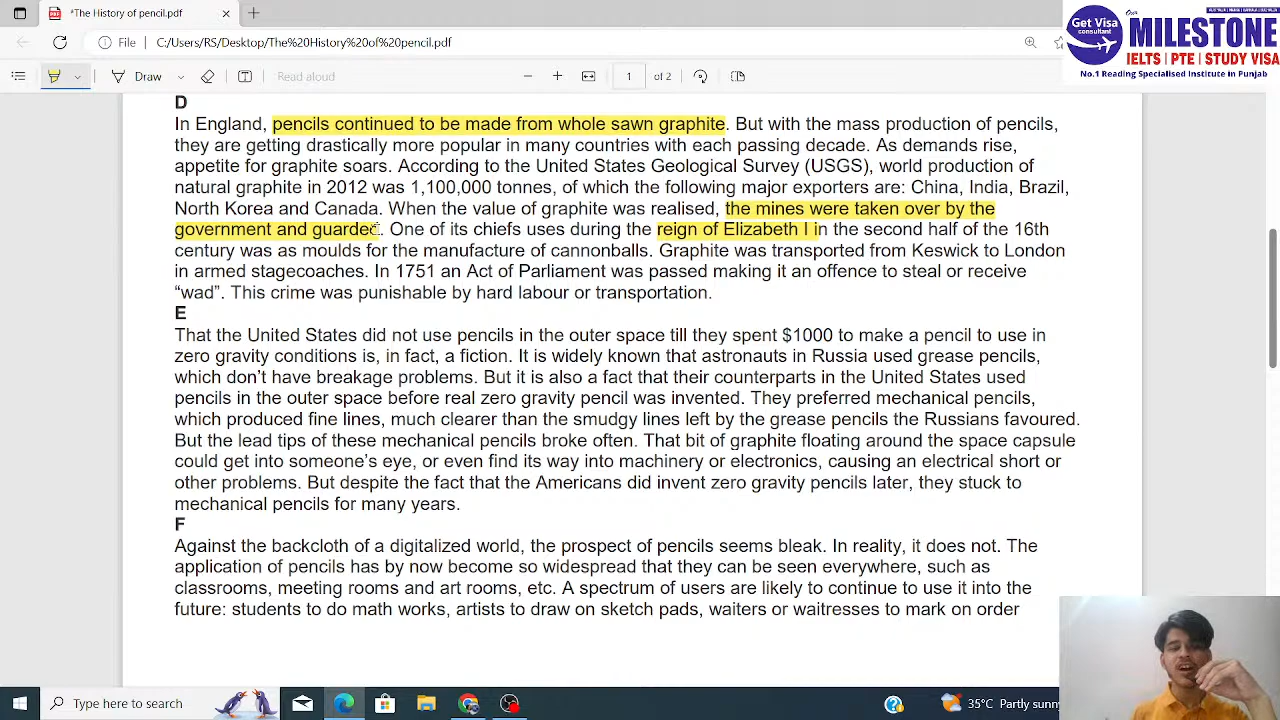 *The History of pencil.pdf
File
C:/Users/RS/Desktop/The%20History%20of%20pencil.pdf
Get Visa
consultant
Our
MILESTONE
IELTS | PTE | STUDY VISA
No.1 Reading Specialised Institute in Punjab
Draw
Read aloud
1
of 2
D
In England, pencils continued to be made from whole sawn graphite. But with the mass production of pencils,
they are getting drastically more popular in many countries with each passing decade. As demands rise,
appetite for graphite soars. According to the United States Geological Survey (USGS), world production of
natural graphite in 2012 was 1,100,000 tonnes, of which the following major exporters are: China, India, Brazil,
North Korea and Canada. When the value of graphite was realised, the mines were taken over by the
government and guarded. One of its chiefs uses during the reign of Elizabeth I in the second half of the 16th
century was as moulds for the manufacture of cannonballs. Graphite was transported from Keswick to London
in armed stagecoaches. In 1751 an Act of Parliament was passed making it an offence to steal or receive
“wad”. This crime was punishable by hard labour or transportation.
E
That the United States did not use pencils in the outer space till they spent $1000 to make a pencil to use in
zero gravity conditions is, in fact, a fiction. It is widely known that astronauts in Russia used grease pencils,
which don’t have breakage problems. But it is also a fact that their counterparts in the United States used
pencils in the outer space before real zero gravity pencil was invented. They preferred mechanical pencils,
which produced fine lines, much clearer than the smudgy lines left by the grease pencils the Russians favoured.
But the lead tips of these mechanical pencils broke often. That bit of graphite floating around the space capsule
could get into someone’s eye, or even find its way into machinery or electronics, causing an electrical short or
other problems. But despite the fact that the Americans did invent zero gravity pencils later, they stuck to
mechanical pencils for many years.
F
Against the backcloth of a digitalized world, the prospect of pencils seems bleak. In reality, it does not. The
application of pencils has by now become so widespread that they can be seen everywhere, such as
classrooms, meeting rooms and art rooms, etc. A spectrum of users are likely to continue to use it into the
future: students to do math works, artists to draw on sketch pads, waiters or waitresses to mark on order
Type here to search
35°C Partly sunny